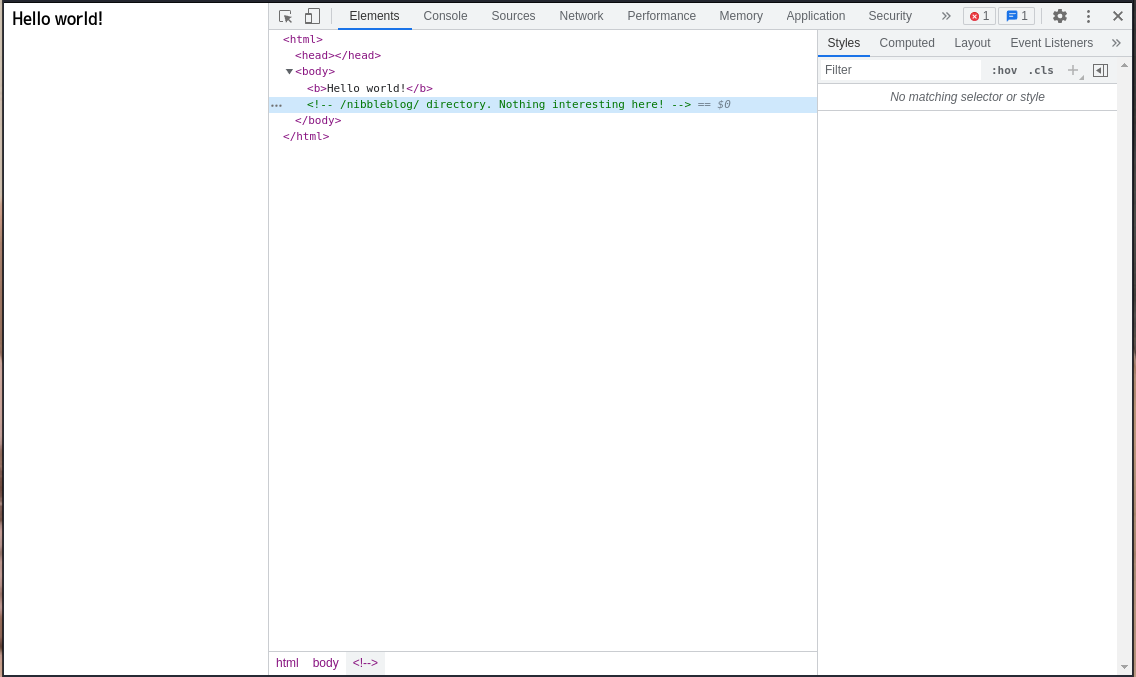 Hello world!
Elements Console Sources Network Performance Memory Application Security 1 1
<html>
<head></head>
<body>
<b>Hello world!</b>
<!-- /nibbleblog/ directory. Nothing interesting here! --> == $0
</body>
</html>
html body <!-->
Styles Computed Layout Event Listeners
Filter :hov .cls
No matching selector or style